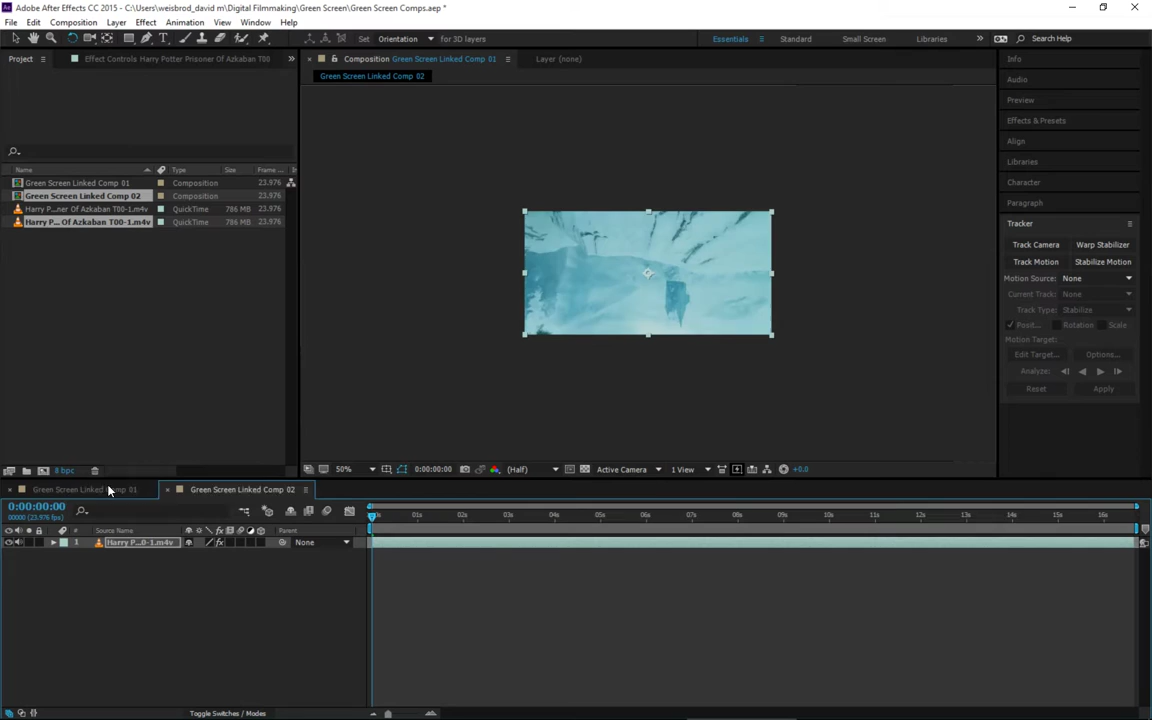 Adobe After Effects CC 2015 - C:\Users\weisbrod_david m\Digital Filmmaking\Green Screen\Green Screen Comps.aep *
File Edit Composition Layer Effect Animation View Window Help
Set Orientation for 3D layers Essentials Standard Small Screen Libraries » Search Help
Project Effect Controls Harry Potter Prisoner Of Azkaban T00 »
Composition Green Screen Linked Comp 01 Layer (none)
Green Screen Linked Comp 02
Name Type Size Frame ...
Green Screen Linked Comp 01 Composition 23.976
Green Screen Linked Comp 02 Composition 23.976
Harry P...ner Of Azkaban T00-1.m4v QuickTime 786 MB 23.976
Harry P... Of Azkaban T00-1.m4v QuickTime 786 MB 23.976
Info
Audio
Preview
Effects & Presets
Align
Libraries
Character
Paragraph
Tracker
Track Camera Warp Stabilizer
Track Motion Stabilize Motion
Motion Source: None
Current Track: None
Track Type: Stabilize
Posit... Rotation Scale
Motion Target:
Edit Target... Options...
Analyze:
Reset Apply
8 bpc
50% 0:00:00:00 (Half) Active Camera 1 View +0.0
Green Screen Linked Comp 01 Green Screen Linked Comp 02
0:00:00:00
00000 (23.976 fps)
01s 02s 03s 04s 05s 06s 07s 08s 09s 10s 11s 12s 13s 14s 15s 16s
# Source Name Parent
1 Harry P...0-1.m4v None
Toggle Switches / Modes